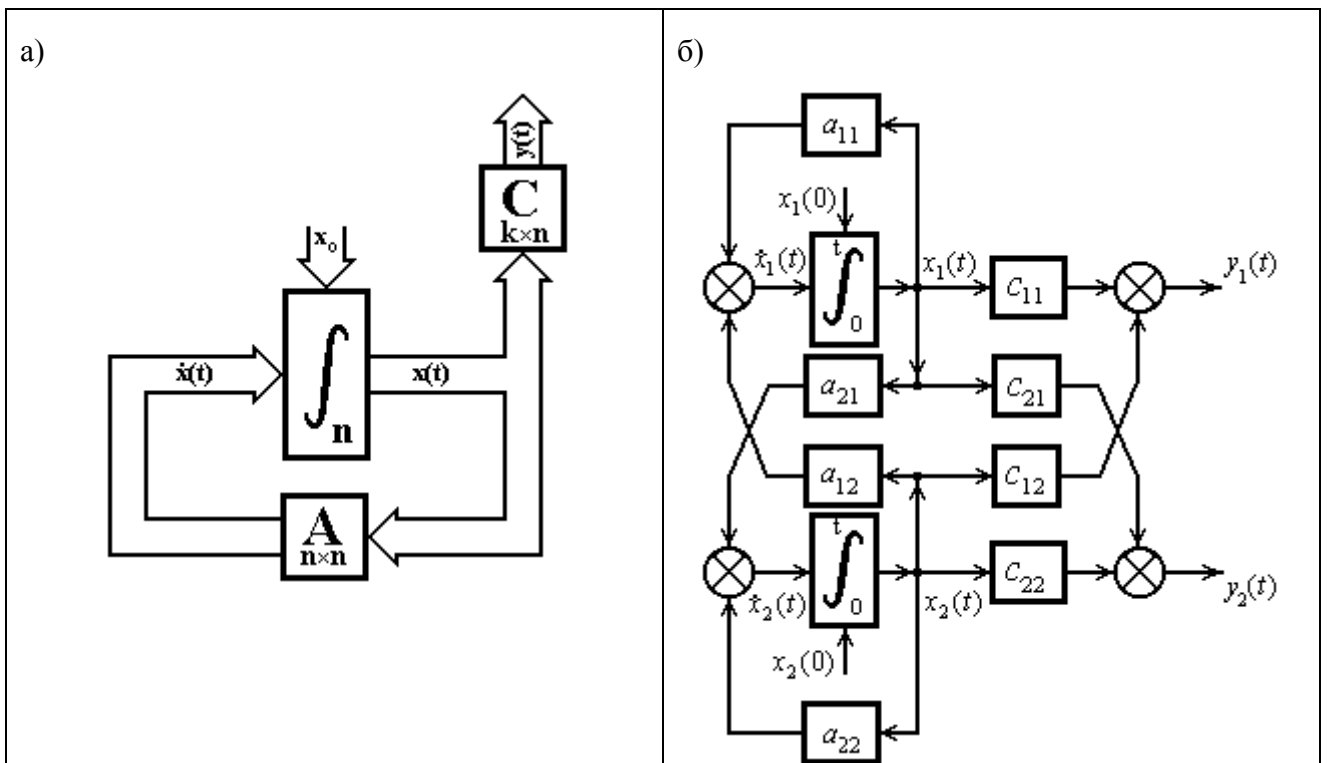 а)
y(t)
C
k×n
x₀
ẋ(t)
∫
n
x(t)
A
n×n
б)
a₁₁
x₁(0)
ẋ₁(t)
t
∫
0
x₁(t)
C₁₁
y₁(t)
a₂₁
C₂₁
a₁₂
C₁₂
ẋ₂(t)
t
∫
0
x₂(t)
C₂₂
y₂(t)
x₂(0)
a₂₂